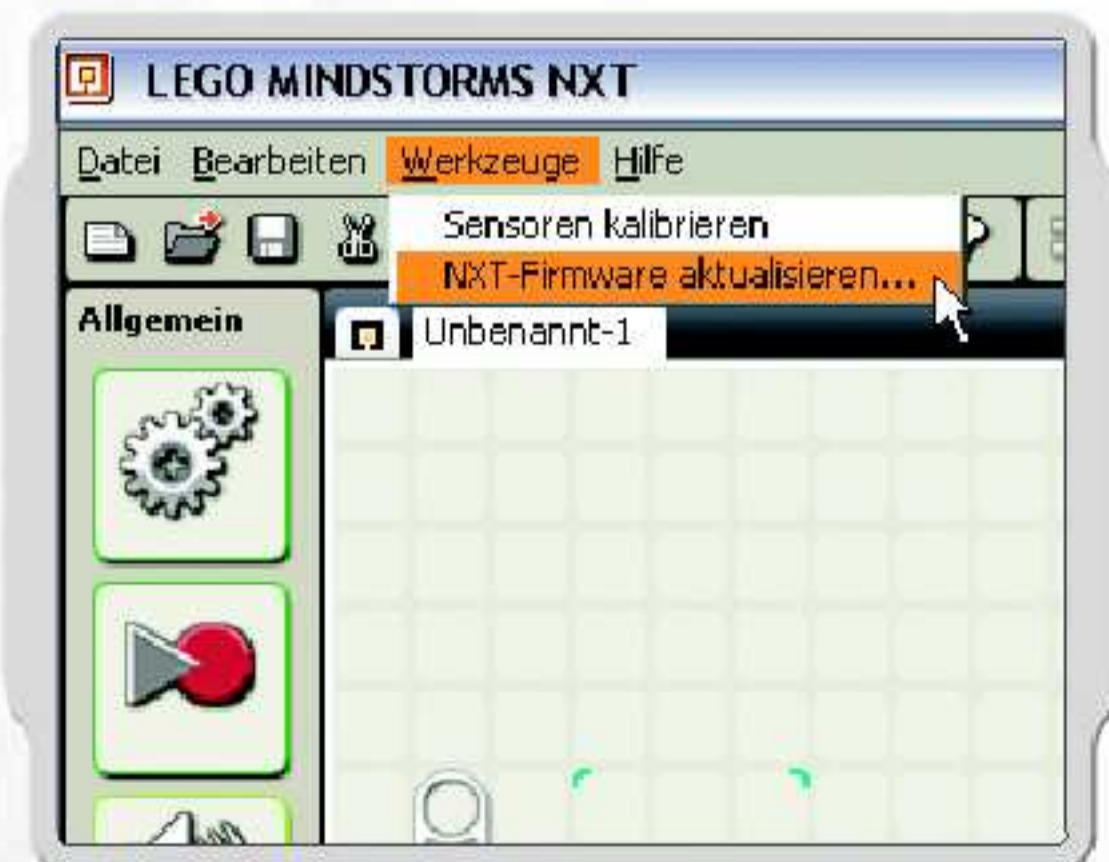 LEGO MINDSTORMS NXT
Datei Bearbeiten Werkzeuge Hilfe
Sensoren kalibrieren
NXT-Firmware aktualisieren...
Allgemein
Unbenannt-1